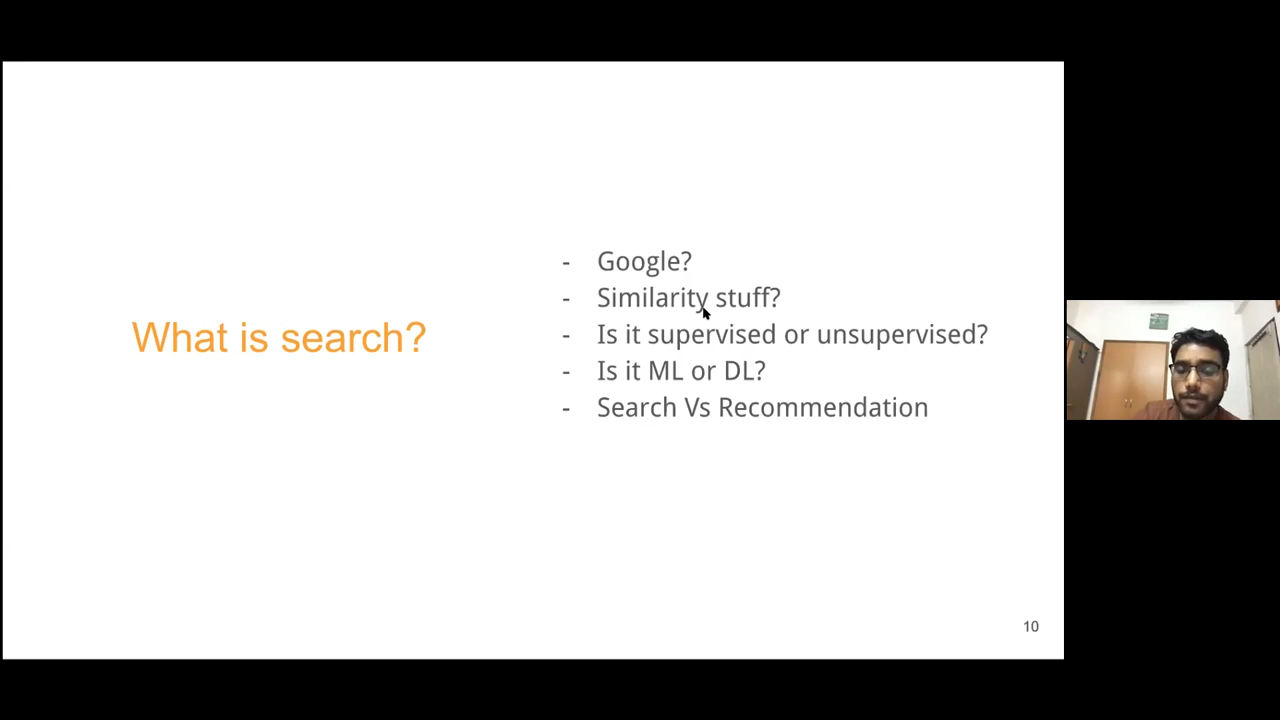 What is search?
- Google?
- Similarity stuff?
- Is it supervised or unsupervised?
- Is it ML or DL?
- Search Vs Recommendation
10